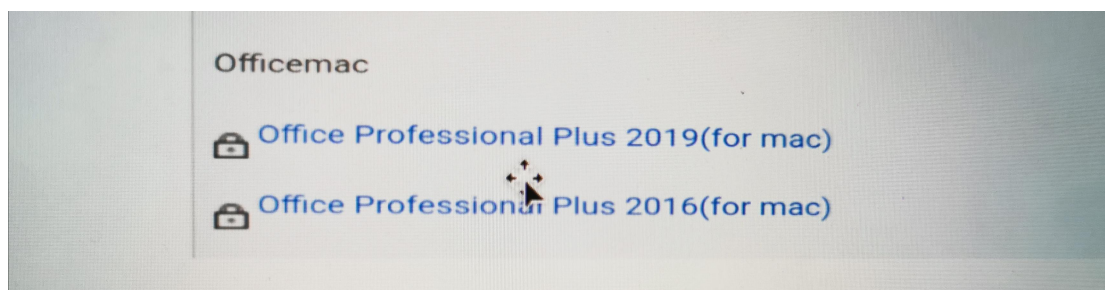 Officemac
Office Professional Plus 2019(for mac)
Office Professional Plus 2016(for mac)